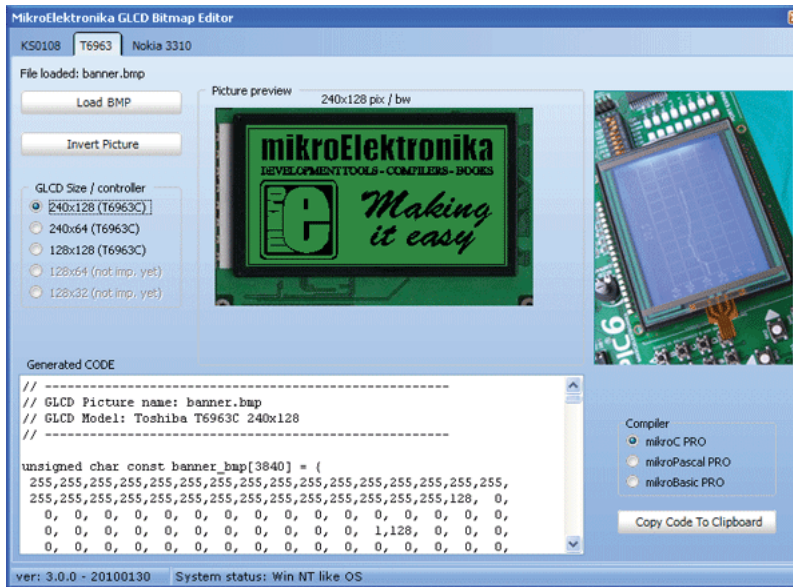 MikroElektronika GLCD Bitmap Editor
KS0108 T6963 Nokia 3310
File loaded: banner.bmp
Load BMP
Invert Picture
GLCD Size / controller
240x128 (T6963C)
240x64 (T6963C)
128x128 (T6963C)
128x64 (not imp. yet)
128x32 (not imp. yet)
Picture preview
240x128 pix / bw
mikroElektronika
DEVELOPMENT TOOLS - COMPILERS - BOOKS
e
Making
it easy
PIC6
Generated CODE
// -------------------------------------------------------
// GLCD Picture name: banner.bmp
// GLCD Model: Toshiba T6963C 240x128
// -------------------------------------------------------
unsigned char const banner_bmp[3840] = {
255,255,255,255,255,255,255,255,255,255,255,255,255,255,255,255,
255,255,255,255,255,255,255,255,255,255,255,255,255,255,128, 0,
0, 0, 0, 0, 0, 0, 0, 0, 0, 0, 0, 0, 0, 0, 0, 0,
0, 0, 0, 0, 0, 0, 0, 0, 0, 0, 0, 1,128, 0, 0, 0,
0, 0, 0, 0, 0, 0, 0, 0, 0, 0, 0, 0, 0, 0, 0, 0,
Compiler
mikroC PRO
mikroPascal PRO
mikroBasic PRO
Copy Code To Clipboard
ver: 3.0.0 - 20100130 System status: Win NT like OS